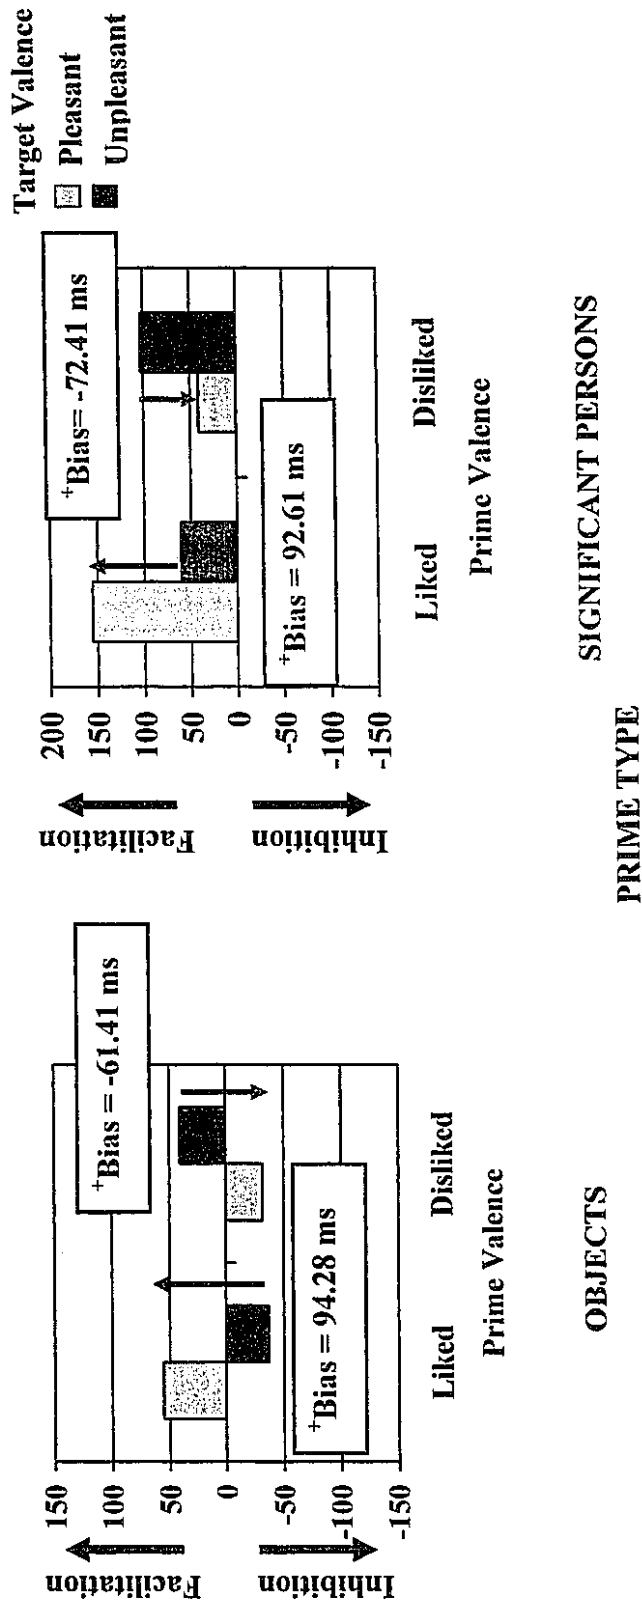 Target Valence
Pleasant
Unpleasant
Facilitation
Inhibition
150
100
50
0
-50
-100
-150
+Bias = -61.41 ms
+Bias = 94.28 ms
Liked
Disliked
Prime Valence
OBJECTS
Facilitation
Inhibition
200
150
100
50
0
-50
-100
-150
+Bias= -72.41 ms
+Bias = 92.61 ms
Liked
Disliked
Prime Valence
SIGNIFICANT PERSONS
PRIME TYPE